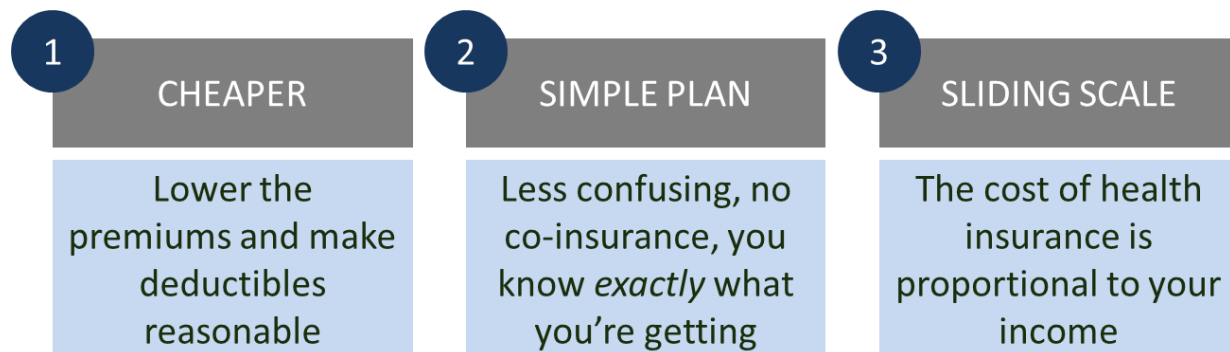 1
CHEAPER
Lower the
premiums and make
deductibles
reasonable
2
SIMPLE PLAN
Less confusing, no
co-insurance, you
know exactly what
you’re getting
3
SLIDING SCALE
The cost of health
insurance is
proportional to your
income